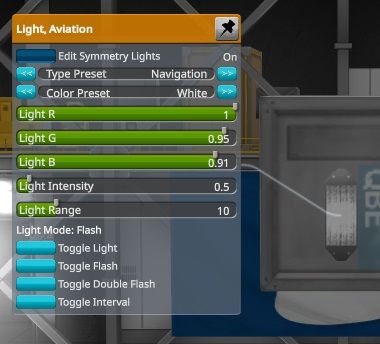 Light, Aviation
Edit Symmetry Lights On
<< Type Preset Navigation >>
<< Color Preset White >>
Light R 1
Light G 0.95
Light B 0.91
Light Intensity 0.5
Light Range 10
Light Mode: Flash
Toggle Light
Toggle Flash
Toggle Double Flash
Toggle Interval
QBE